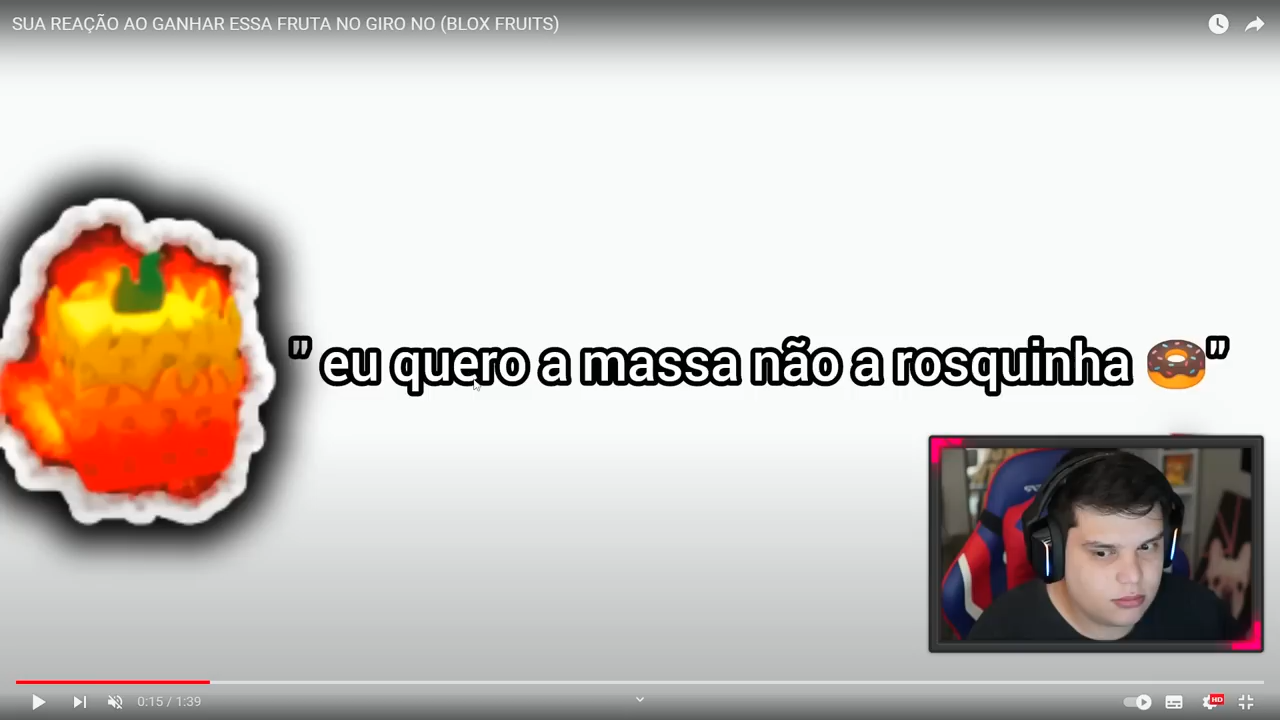 SUA REAÇÃO AO GANHAR ESSA FRUTA NO GIRO NO (BLOX FRUITS)
" eu quero a massa não a rosquinha 🍩"
0:15 / 1:39
HD